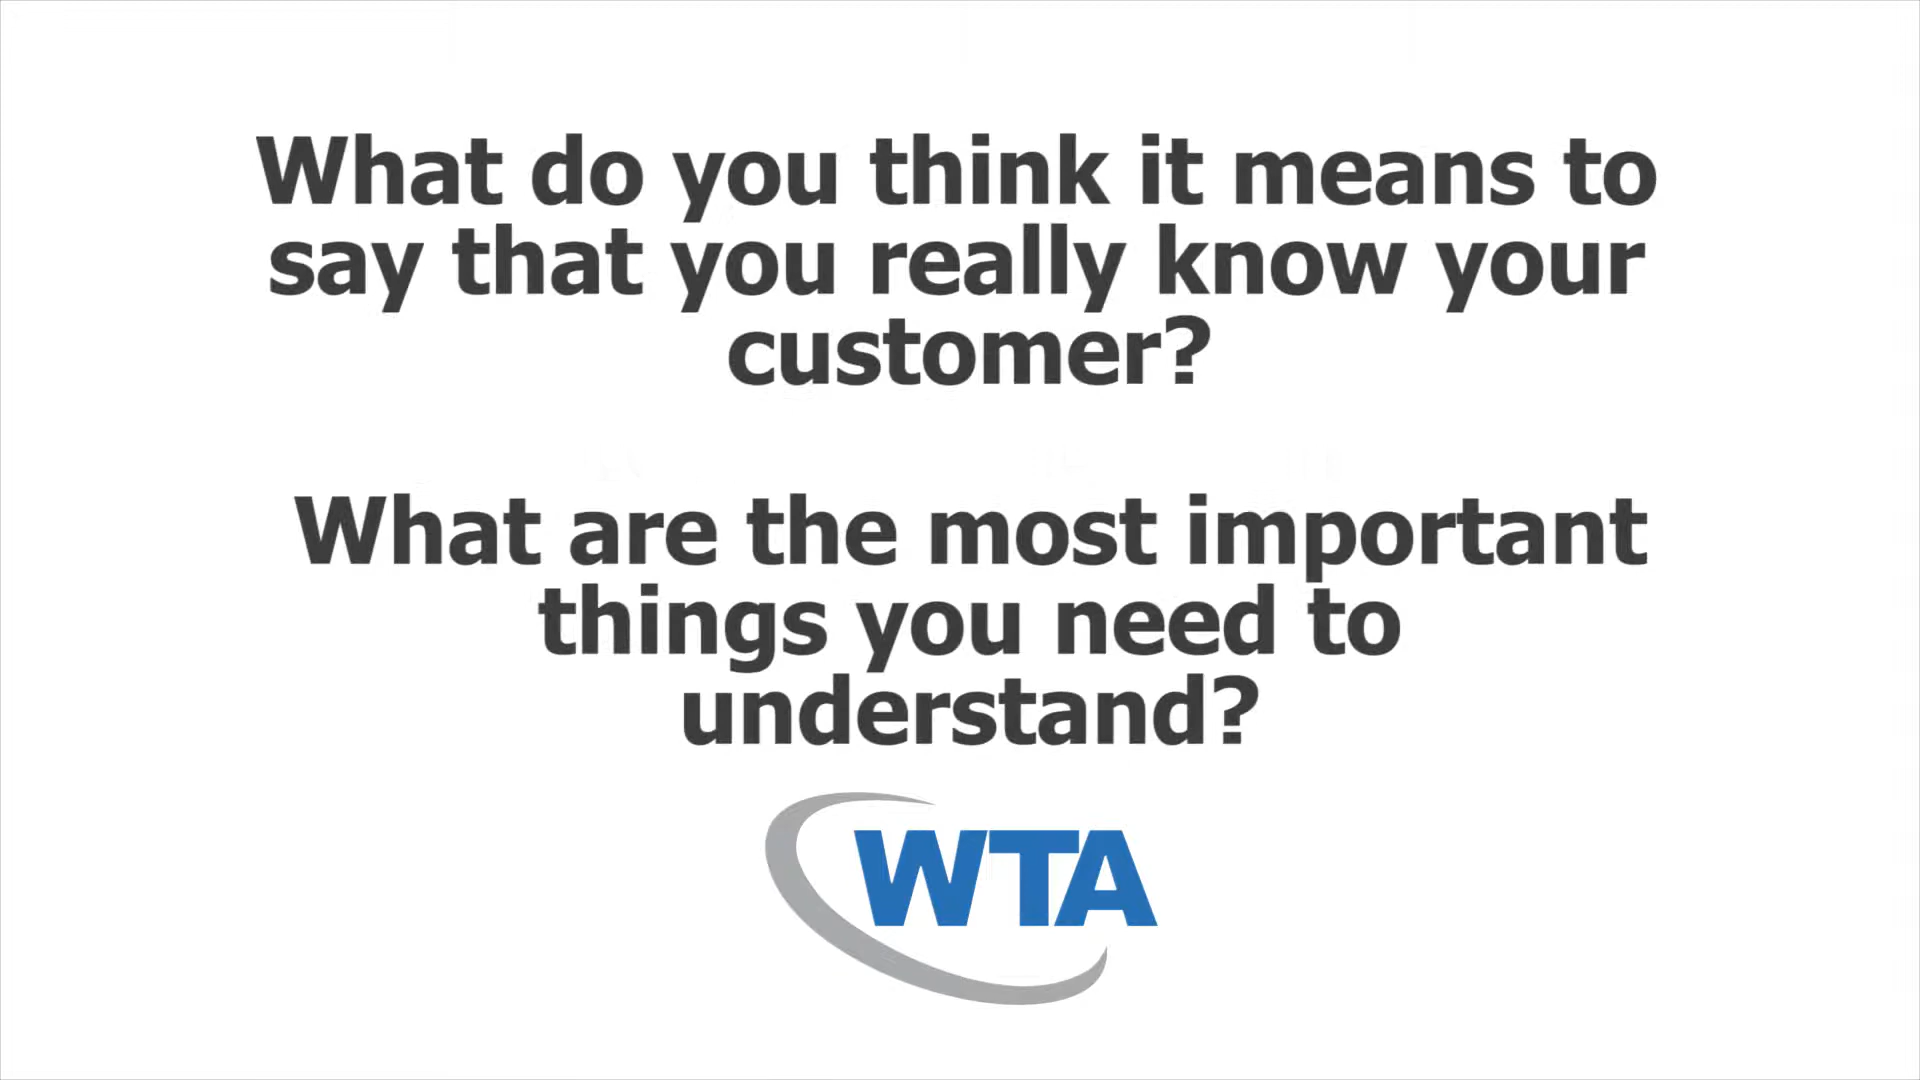 What do you think it means to
say that you really know your
customer?
What are the most important
things you need to
understand?
WTA